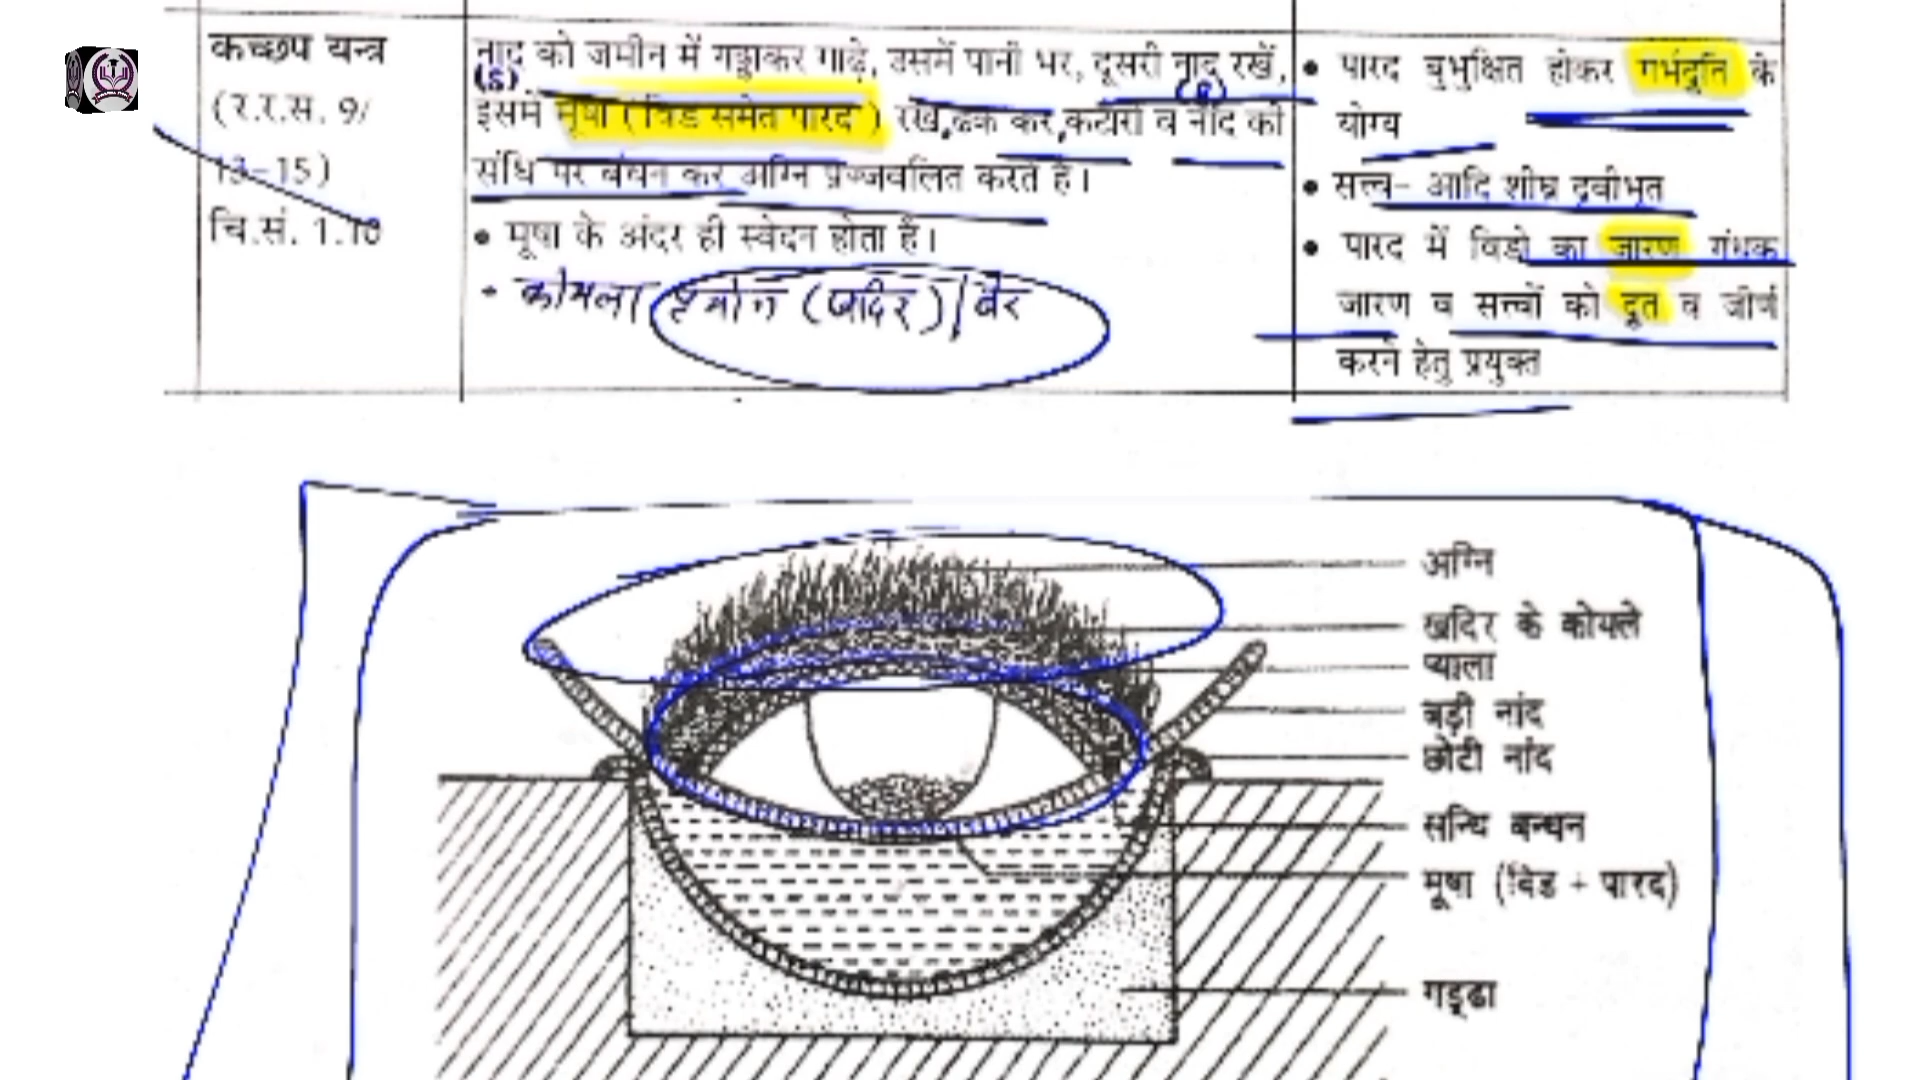 कच्छप यन्त्र
(र.र.स. 9/
13-15)
चि.सं. 1.10
नाद को जमीन में गड्ढाकर गाढ़े, उसमें पानी भर, दूसरी नाद रखें,
(S)
इसमें मूषा (विड समेत पारद) रखें,ढक कर,कटोरी व नाँद की
संधि पर बंधन कर अग्नि प्रज्जवलित करते हैं।
• मूषा के अंदर ही स्वेदन होता है।
• कोयला (खदिर) | बेर
• पारद बुभुक्षित होकर गर्भद्रुति के
योग्य
• सत्त्व- आदि शीघ्र द्रवीभूत
• पारद में विडो का जारण गंधक
जारण व सत्त्वों को द्रुत व जीर्ण
करने हेतु प्रयुक्त
अग्नि
खदिर के कोयले
प्याला
बड़ी नांद
छोटी नांद
सन्धि बन्धन
मूषा (विड + पारद)
गड्ढा